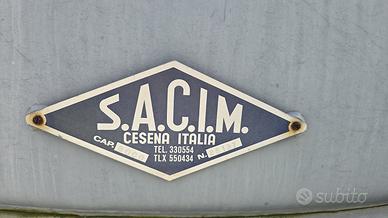 S.A.C.I.M.
CESENA ITALIA
CAP.
TEL. 330554
TLX 550434
N.
subito